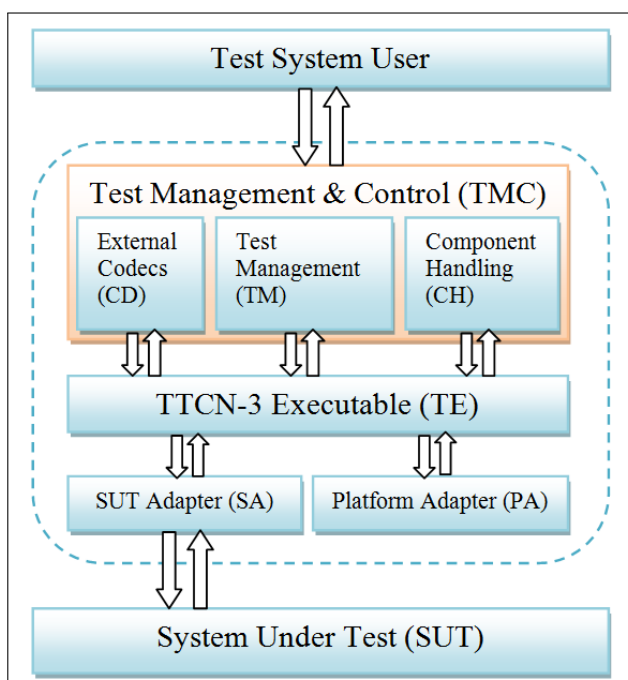 Test System User
Test Management & Control (TMC)
External
Codecs
(CD)
Test
Management
(TM)
Component
Handling
(CH)
TTCN-3 Executable (TE)
SUT Adapter (SA)
Platform Adapter (PA)
System Under Test (SUT)